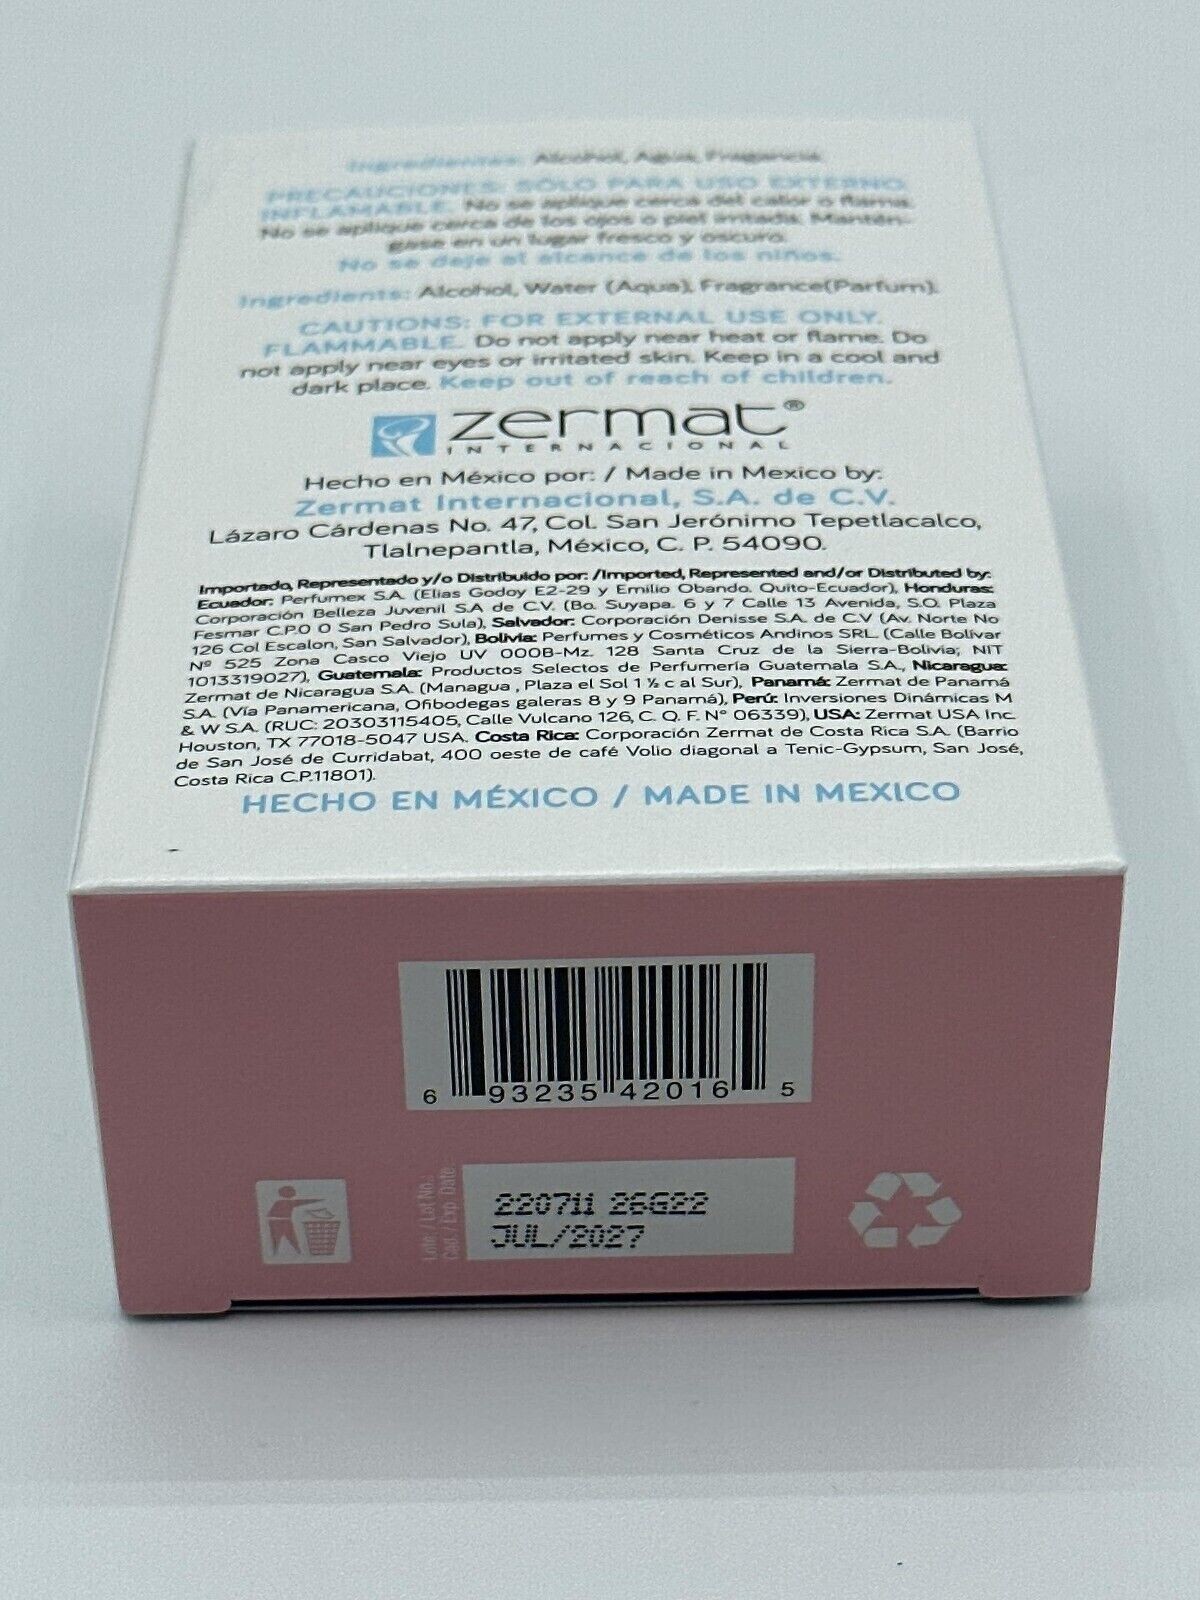 Ingredientes: Alcohol, Agua, Fragancia.
PRECAUCIONES: SÓLO PARA USO EXTERNO.
INFLAMABLE. No se aplique cerca del calor o flama.
No se aplique cerca de los ojos o piel irritada. Mantén-
gase en un lugar fresco y oscuro.
No se deje al alcance de los niños.
Ingredients: Alcohol, Water (Aqua), Fragrance(Parfum).
CAUTIONS: FOR EXTERNAL USE ONLY.
FLAMMABLE. Do not apply near heat or flame. Do
not apply near eyes or irritated skin. Keep in a cool and
dark place. Keep out of reach of children.
zermat®
INTERNACIONAL
Hecho en México por: / Made in Mexico by:
Zermat Internacional, S.A. de C.V.
Lázaro Cárdenas No. 47, Col. San Jerónimo Tepetlacalco,
Tlalnepantla, México, C. P. 54090.
Importado, Representado y/o Distribuido por: /Imported, Represented and/or Distributed by:
Ecuador: Perfumex S.A. (Elias Godoy E2-29 y Emilio Obando. Quito-Ecuador), Honduras:
Corporación Belleza Juvenil S.A de C.V. (Bo. Suyapa. 6 y 7 Calle 13 Avenida, S.O. Plaza
Fesmar C.P.O O San Pedro Sula), Salvador: Corporación Denisse S.A. de C.V (Av. Norte No
126 Col Escalon, San Salvador), Bolivia: Perfumes y Cosméticos Andinos SRL. (Calle Bolivar
Nº 525 Zona Casco Viejo UV 000B-Mz. 128 Santa Cruz de la Sierra-Bolivia; NIT
1013319027), Guatemala: Productos Selectos de Perfumería Guatemala S.A., Nicaragua:
Zermat de Nicaragua S.A. (Managua , Plaza el Sol 1 ½ c al Sur), Panamá: Zermat de Panamá
S.A. (Vía Panamericana, Ofibodegas galeras 8 y 9 Panamá), Perú: Inversiones Dinámicas M
& W S.A. (RUC: 20303115405, Calle Vulcano 126, C. Q. F. N° 06339), USA: Zermat USA Inc.
Houston, TX 77018-5047 USA. Costa Rica: Corporación Zermat de Costa Rica S.A. (Barrio
de San José de Curridabat, 400 oeste de café Volio diagonal a Tenic-Gypsum, San José,
Costa Rica C.P.11801).
HECHO EN MÉXICO / MADE IN MEXICO
6 93235 42016 5
Lote / Lot No.:
Cad. / Exp. Date:
220711 26G22
JUL/2027